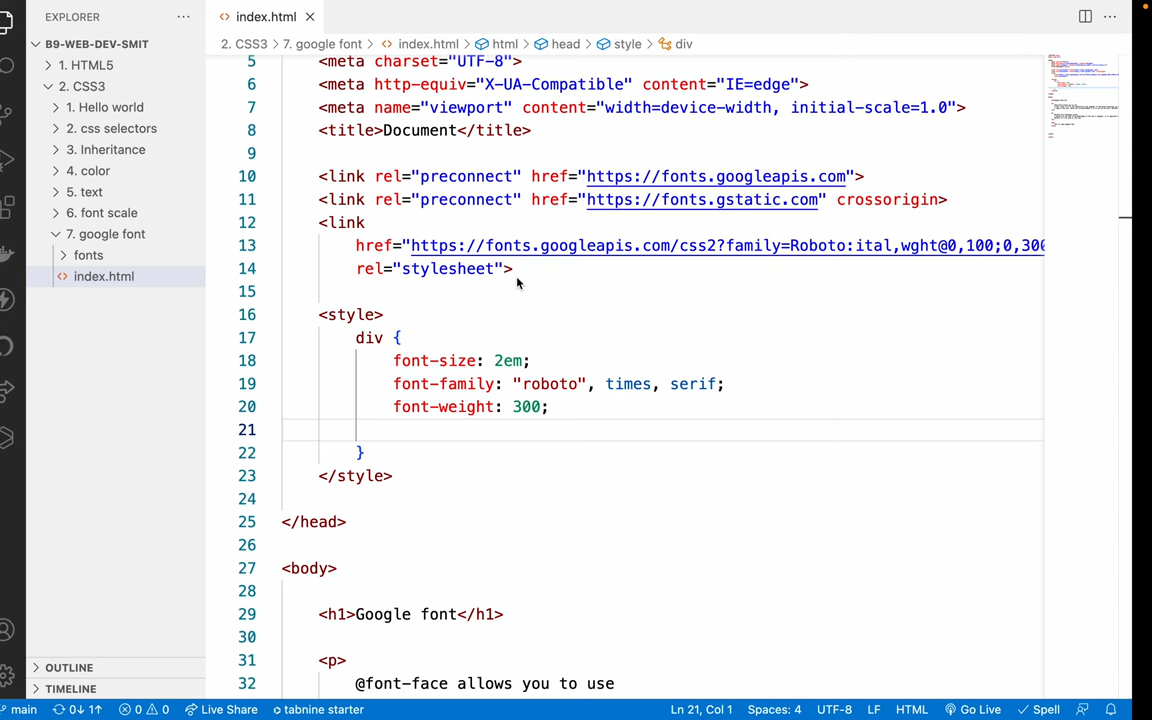 EXPLORER
index.html
B9-WEB-DEV-SMIT
1. HTML5
2. CSS3
1. Hello world
2. css selectors
3. Inheritance
4. color
5. text
6. font scale
7. google font
fonts
index.html
OUTLINE
TIMELINE
2. CSS3 > 7. google font > index.html > html > head > style > div
5 <meta charset="UTF-8">
6 <meta http-equiv="X-UA-Compatible" content="IE=edge">
7 <meta name="viewport" content="width=device-width, initial-scale=1.0">
8 <title>Document</title>
9
10 <link rel="preconnect" href="https://fonts.googleapis.com">
11 <link rel="preconnect" href="https://fonts.gstatic.com" crossorigin>
12 <link
13 href="https://fonts.googleapis.com/css2?family=Roboto:ital,wght@0,100;0,300
14 rel="stylesheet">
15
16 <style>
17 div {
18 font-size: 2em;
19 font-family: "roboto", times, serif;
20 font-weight: 300;
21
22 }
23 </style>
24
25 </head>
26
27 <body>
28
29 <h1>Google font</h1>
30
31 <p>
32 @font-face allows you to use
main 0↓ 1↑ 0 0 Live Share tabnine starter Ln 21, Col 1 Spaces: 4 UTF-8 LF HTML Go Live Spell